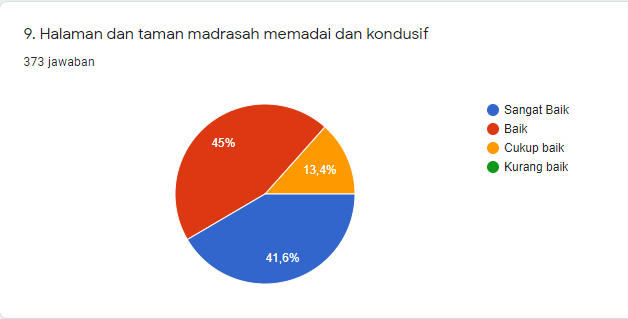 9. Halaman dan taman madrasah memadai dan kondusif
373 jawaban
Sangat Baik
Baik
Cukup baik
Kurang baik
45%
13,4%
41,6%